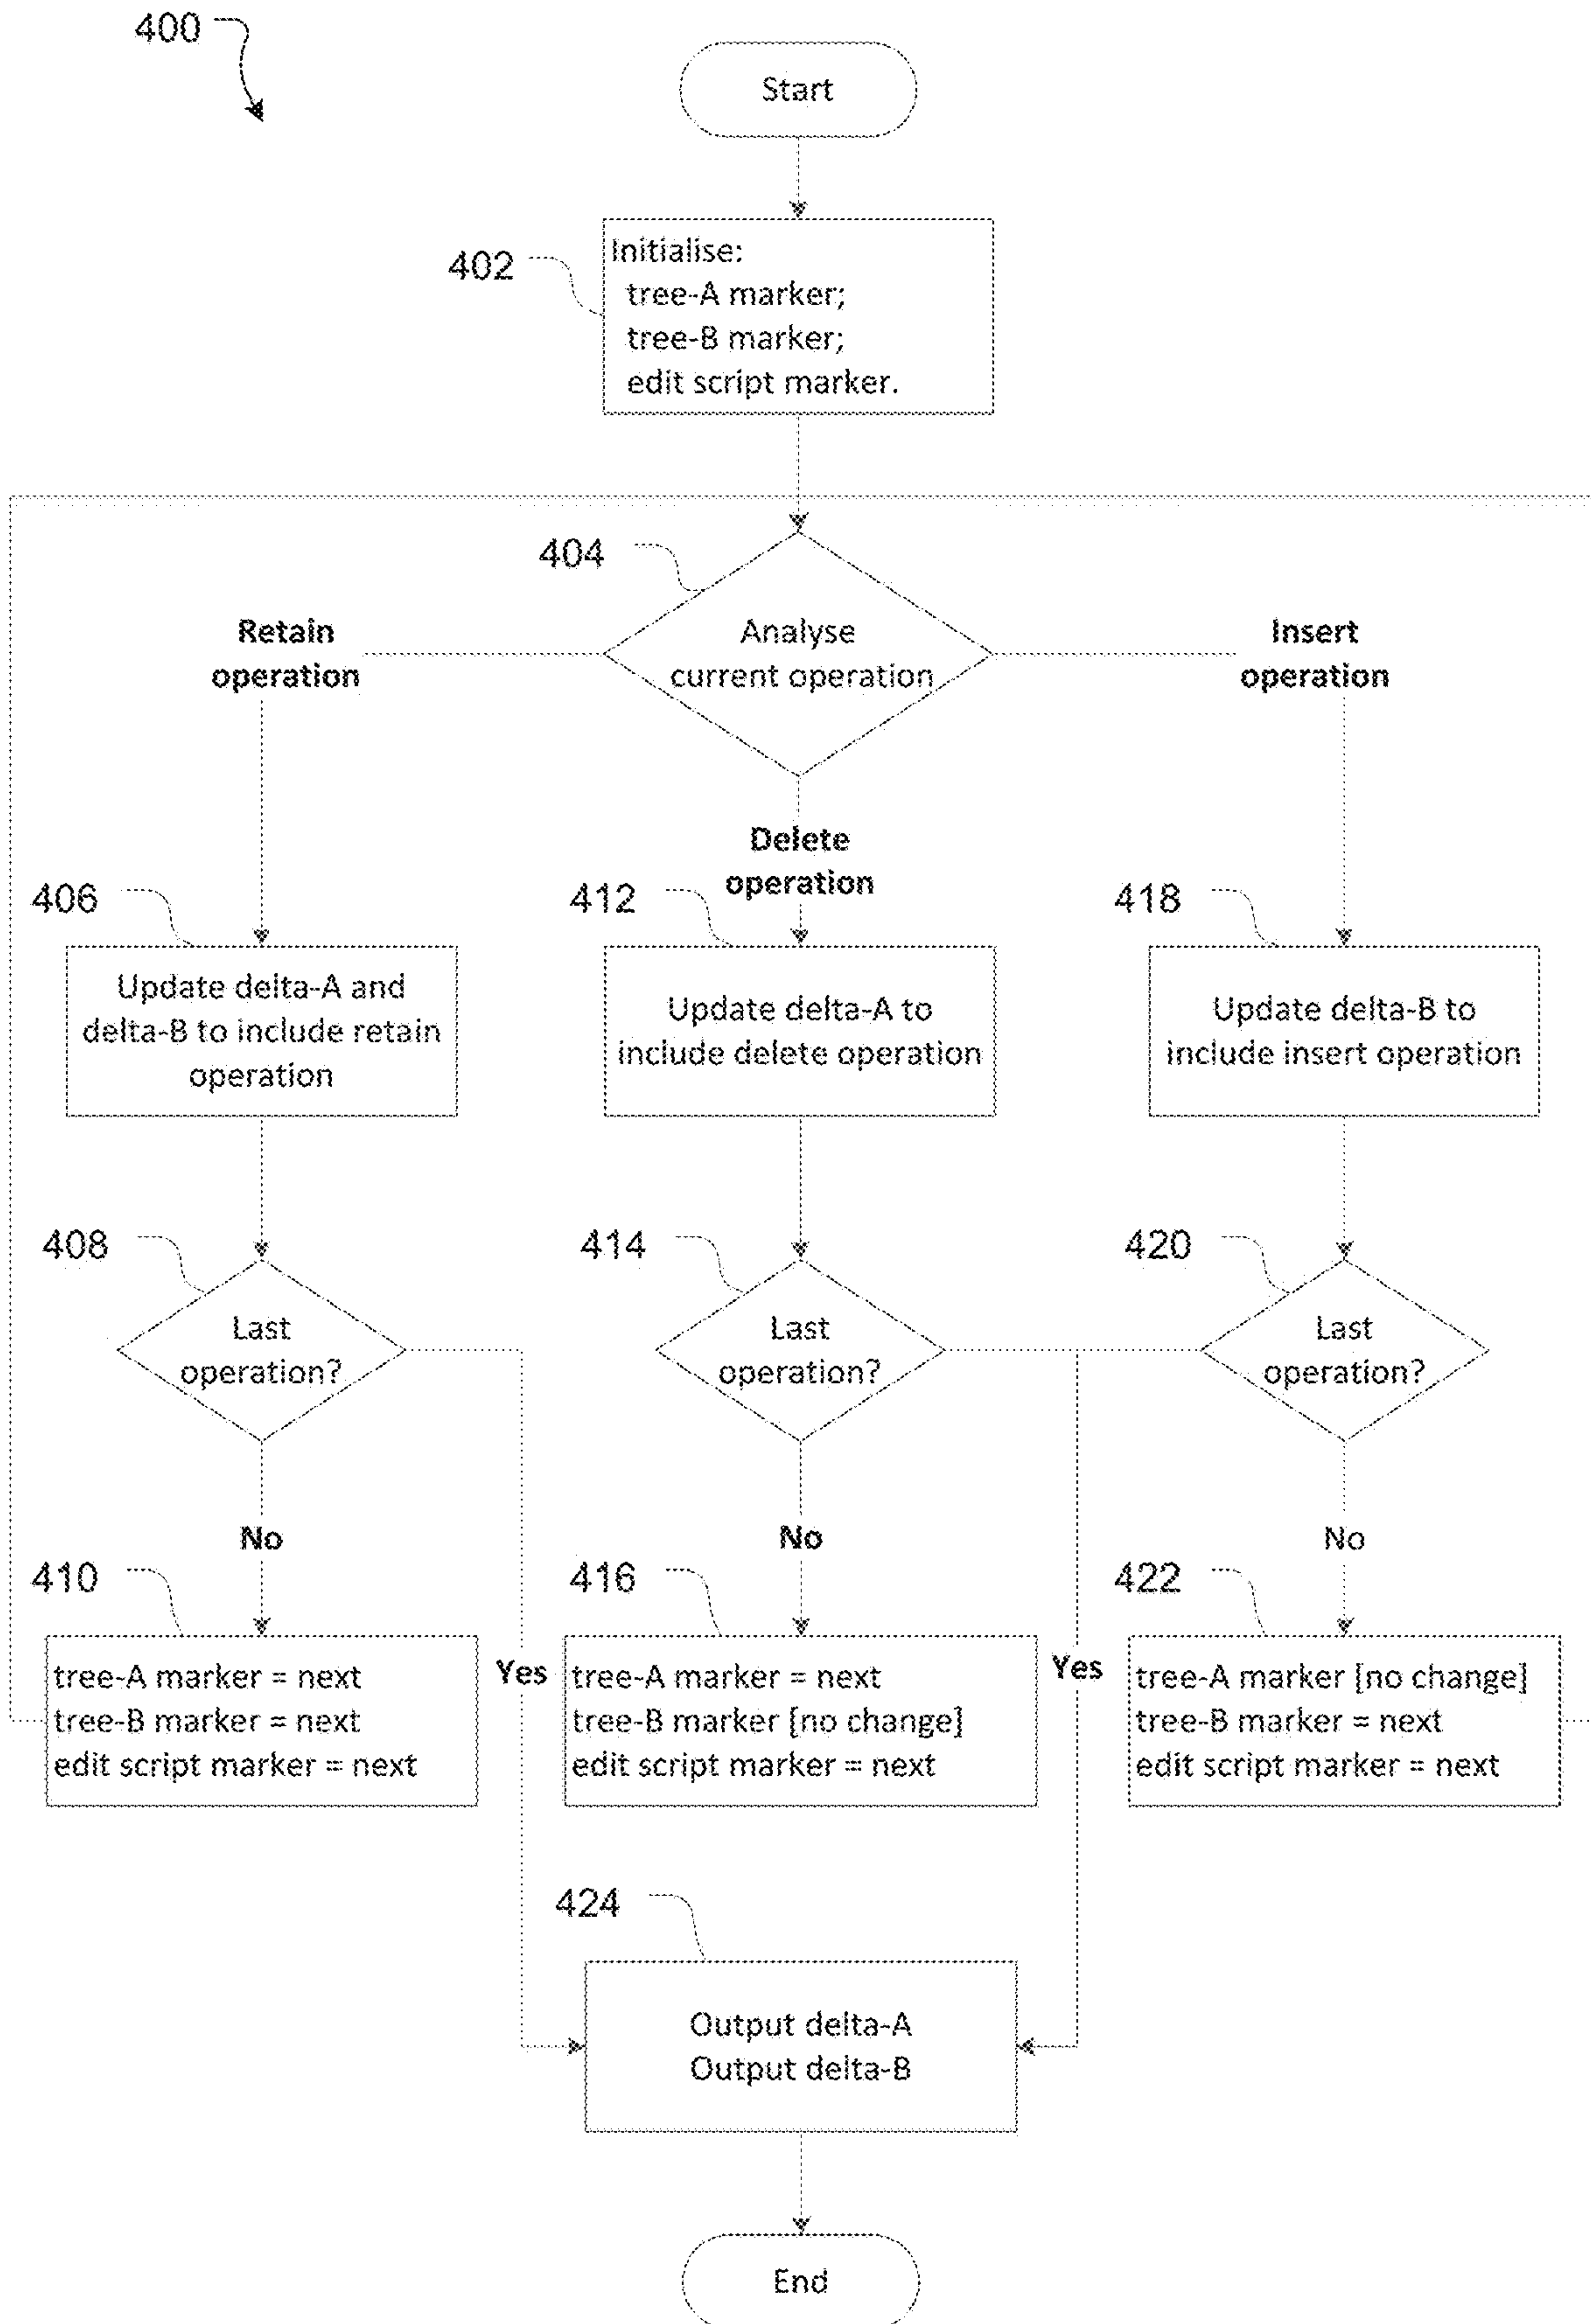 400
Start
402
Initialise:
tree-A marker;
tree-B marker;
edit script marker.
404
Analyse
current operation
Retain
operation
Insert
operation
Delete
operation
406
Update delta-A and
delta-B to include retain
operation
412
Update delta-A to
include delete operation
418
Update delta-B to
include insert operation
408
Last
operation?
414
Last
operation?
420
Last
operation?
No
No
No
410
tree-A marker = next
tree-B marker = next
edit script marker = next
Yes
416
tree-A marker = next
tree-B marker [no change]
edit script marker = next
Yes
422
tree-A marker [no change]
tree-B marker = next
edit script marker = next
424
Output delta-A
Output delta-B
End